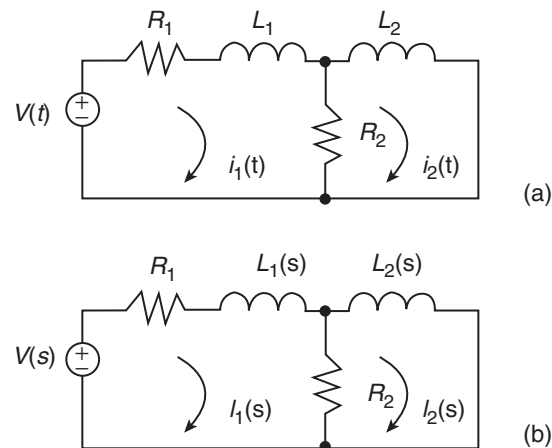 R1 L1 L2
V(t) + −
R2
i1(t) i2(t)
(a)
R1 L1(s) L2(s)
V(s) + −
R2
I1(s) I2(s)
(b)